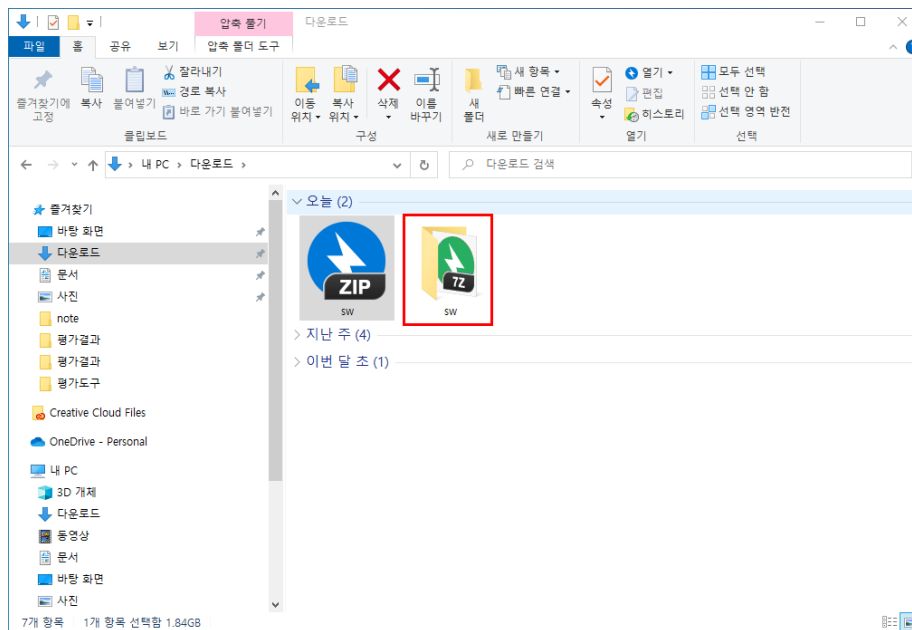 압축 풀기
다운로드
파일
홈
공유
보기
압축 폴더 도구
즐겨찾기에
고정
복사
붙여넣기
잘라내기
경로 복사
바로 가기 붙여넣기
클립보드
이동
위치
복사
위치
삭제
이름
바꾸기
구성
새
폴더
새 항목
빠른 연결
새로 만들기
속성
열기
편집
히스토리
열기
모두 선택
선택 안 함
선택 영역 반전
선택
내 PC > 다운로드 >
다운로드 검색
즐겨찾기
바탕 화면
다운로드
문서
사진
note
평가결과
평가결과
평가도구
Creative Cloud Files
OneDrive - Personal
내 PC
3D 개체
다운로드
동영상
문서
바탕 화면
사진
오늘 (2)
ZIP
sw
7Z
sw
지난 주 (4)
이번 달 초 (1)
7개 항목
1개 항목 선택함 1.84GB